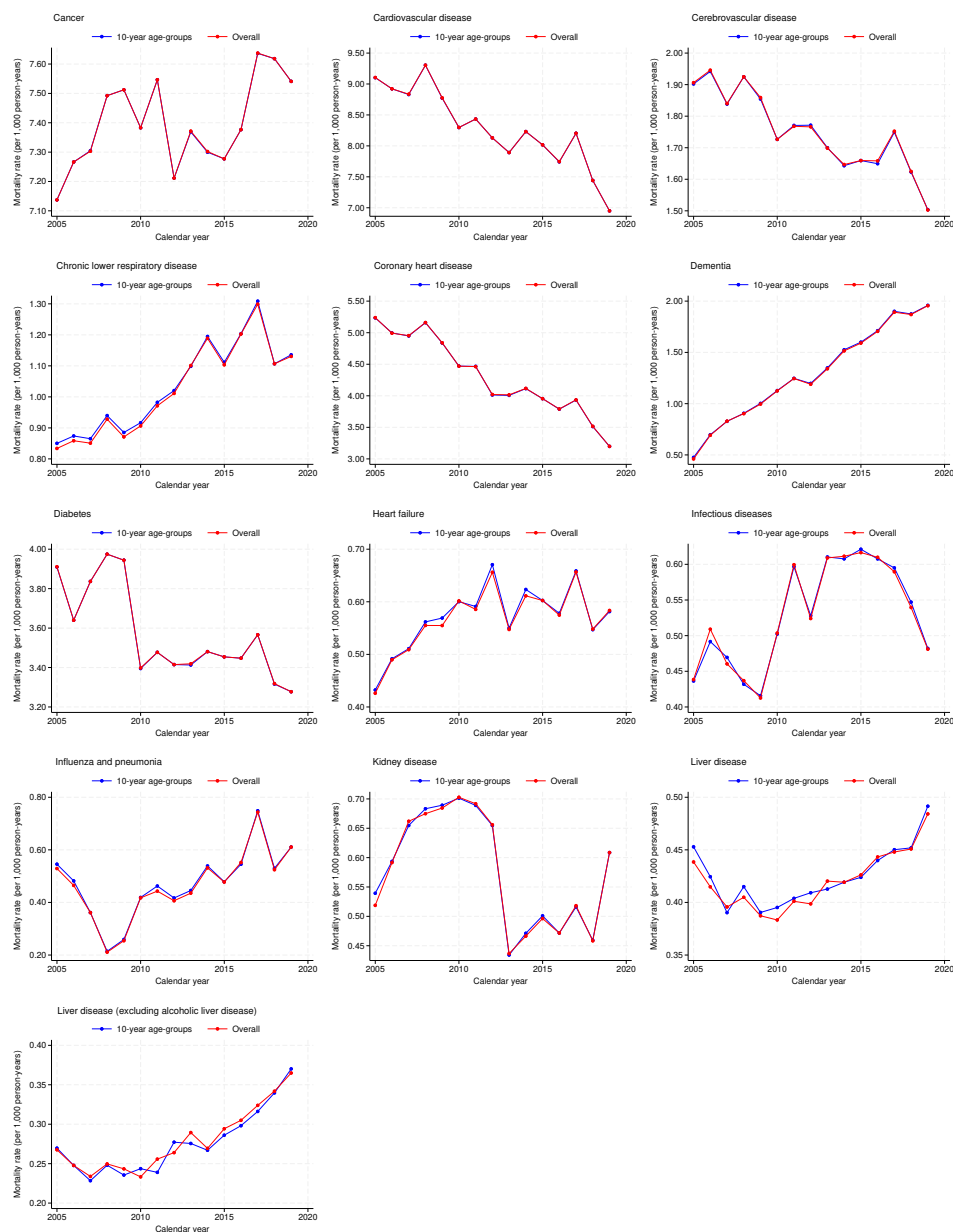 Cancer
10-year age-groups Overall
Mortality rate (per 1,000 person-years)
7.60
7.50
7.40
7.30
7.20
7.10
2005 2010 2015 2020
Calendar year
Cardiovascular disease
10-year age-groups Overall
Mortality rate (per 1,000 person-years)
9.50
9.00
8.50
8.00
7.50
7.00
2005 2010 2015 2020
Calendar year
Cerebrovascular disease
10-year age-groups Overall
Mortality rate (per 1,000 person-years)
2.00
1.90
1.80
1.70
1.60
1.50
2005 2010 2015 2020
Calendar year
Chronic lower respiratory disease
10-year age-groups Overall
Mortality rate (per 1,000 person-years)
1.30
1.20
1.10
1.00
0.90
0.80
2005 2010 2015 2020
Calendar year
Coronary heart disease
10-year age-groups Overall
Mortality rate (per 1,000 person-years)
5.50
5.00
4.50
4.00
3.50
3.00
2005 2010 2015 2020
Calendar year
Dementia
10-year age-groups Overall
Mortality rate (per 1,000 person-years)
2.00
1.50
1.00
0.50
2005 2010 2015 2020
Calendar year
Diabetes
10-year age-groups Overall
Mortality rate (per 1,000 person-years)
4.00
3.80
3.60
3.40
3.20
2005 2010 2015 2020
Calendar year
Heart failure
10-year age-groups Overall
Mortality rate (per 1,000 person-years)
0.70
0.60
0.50
0.40
2005 2010 2015 2020
Calendar year
Infectious diseases
10-year age-groups Overall
Mortality rate (per 1,000 person-years)
0.60
0.55
0.50
0.45
0.40
2005 2010 2015 2020
Calendar year
Influenza and pneumonia
10-year age-groups Overall
Mortality rate (per 1,000 person-years)
0.80
0.60
0.40
0.20
2005 2010 2015 2020
Calendar year
Kidney disease
10-year age-groups Overall
Mortality rate (per 1,000 person-years)
0.70
0.65
0.60
0.55
0.50
0.45
2005 2010 2015 2020
Calendar year
Liver disease
10-year age-groups Overall
Mortality rate (per 1,000 person-years)
0.50
0.45
0.40
0.35
2005 2010 2015 2020
Calendar year
Liver disease (excluding alcoholic liver disease)
10-year age-groups Overall
Mortality rate (per 1,000 person-years)
0.40
0.35
0.30
0.25
0.20
2005 2010 2015 2020
Calendar year